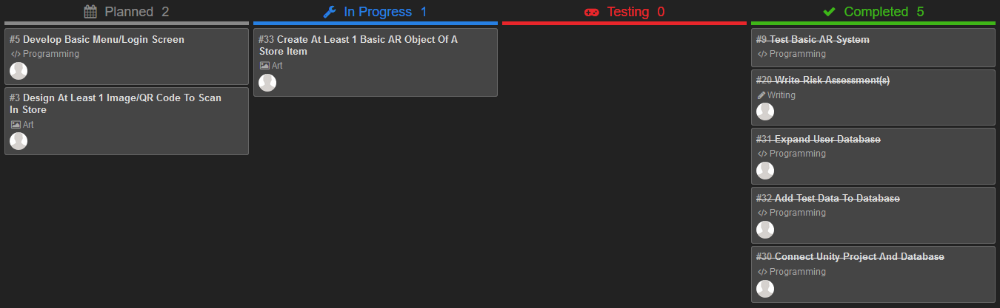 Planned 2
#5 Develop Basic Menu/Login Screen
Programming
#3 Design At Least 1 Image/QR Code To Scan
In Store
Art
In Progress 1
#33 Create At Least 1 Basic AR Object Of A
Store Item
Art
Testing 0
Completed 5
#9 Test Basic AR System
Programming
#20 Write Risk Assessment(s)
Writing
#31 Expand User Database
Programming
#32 Add Test Data To Database
Programming
#30 Connect Unity Project And Database
Programming